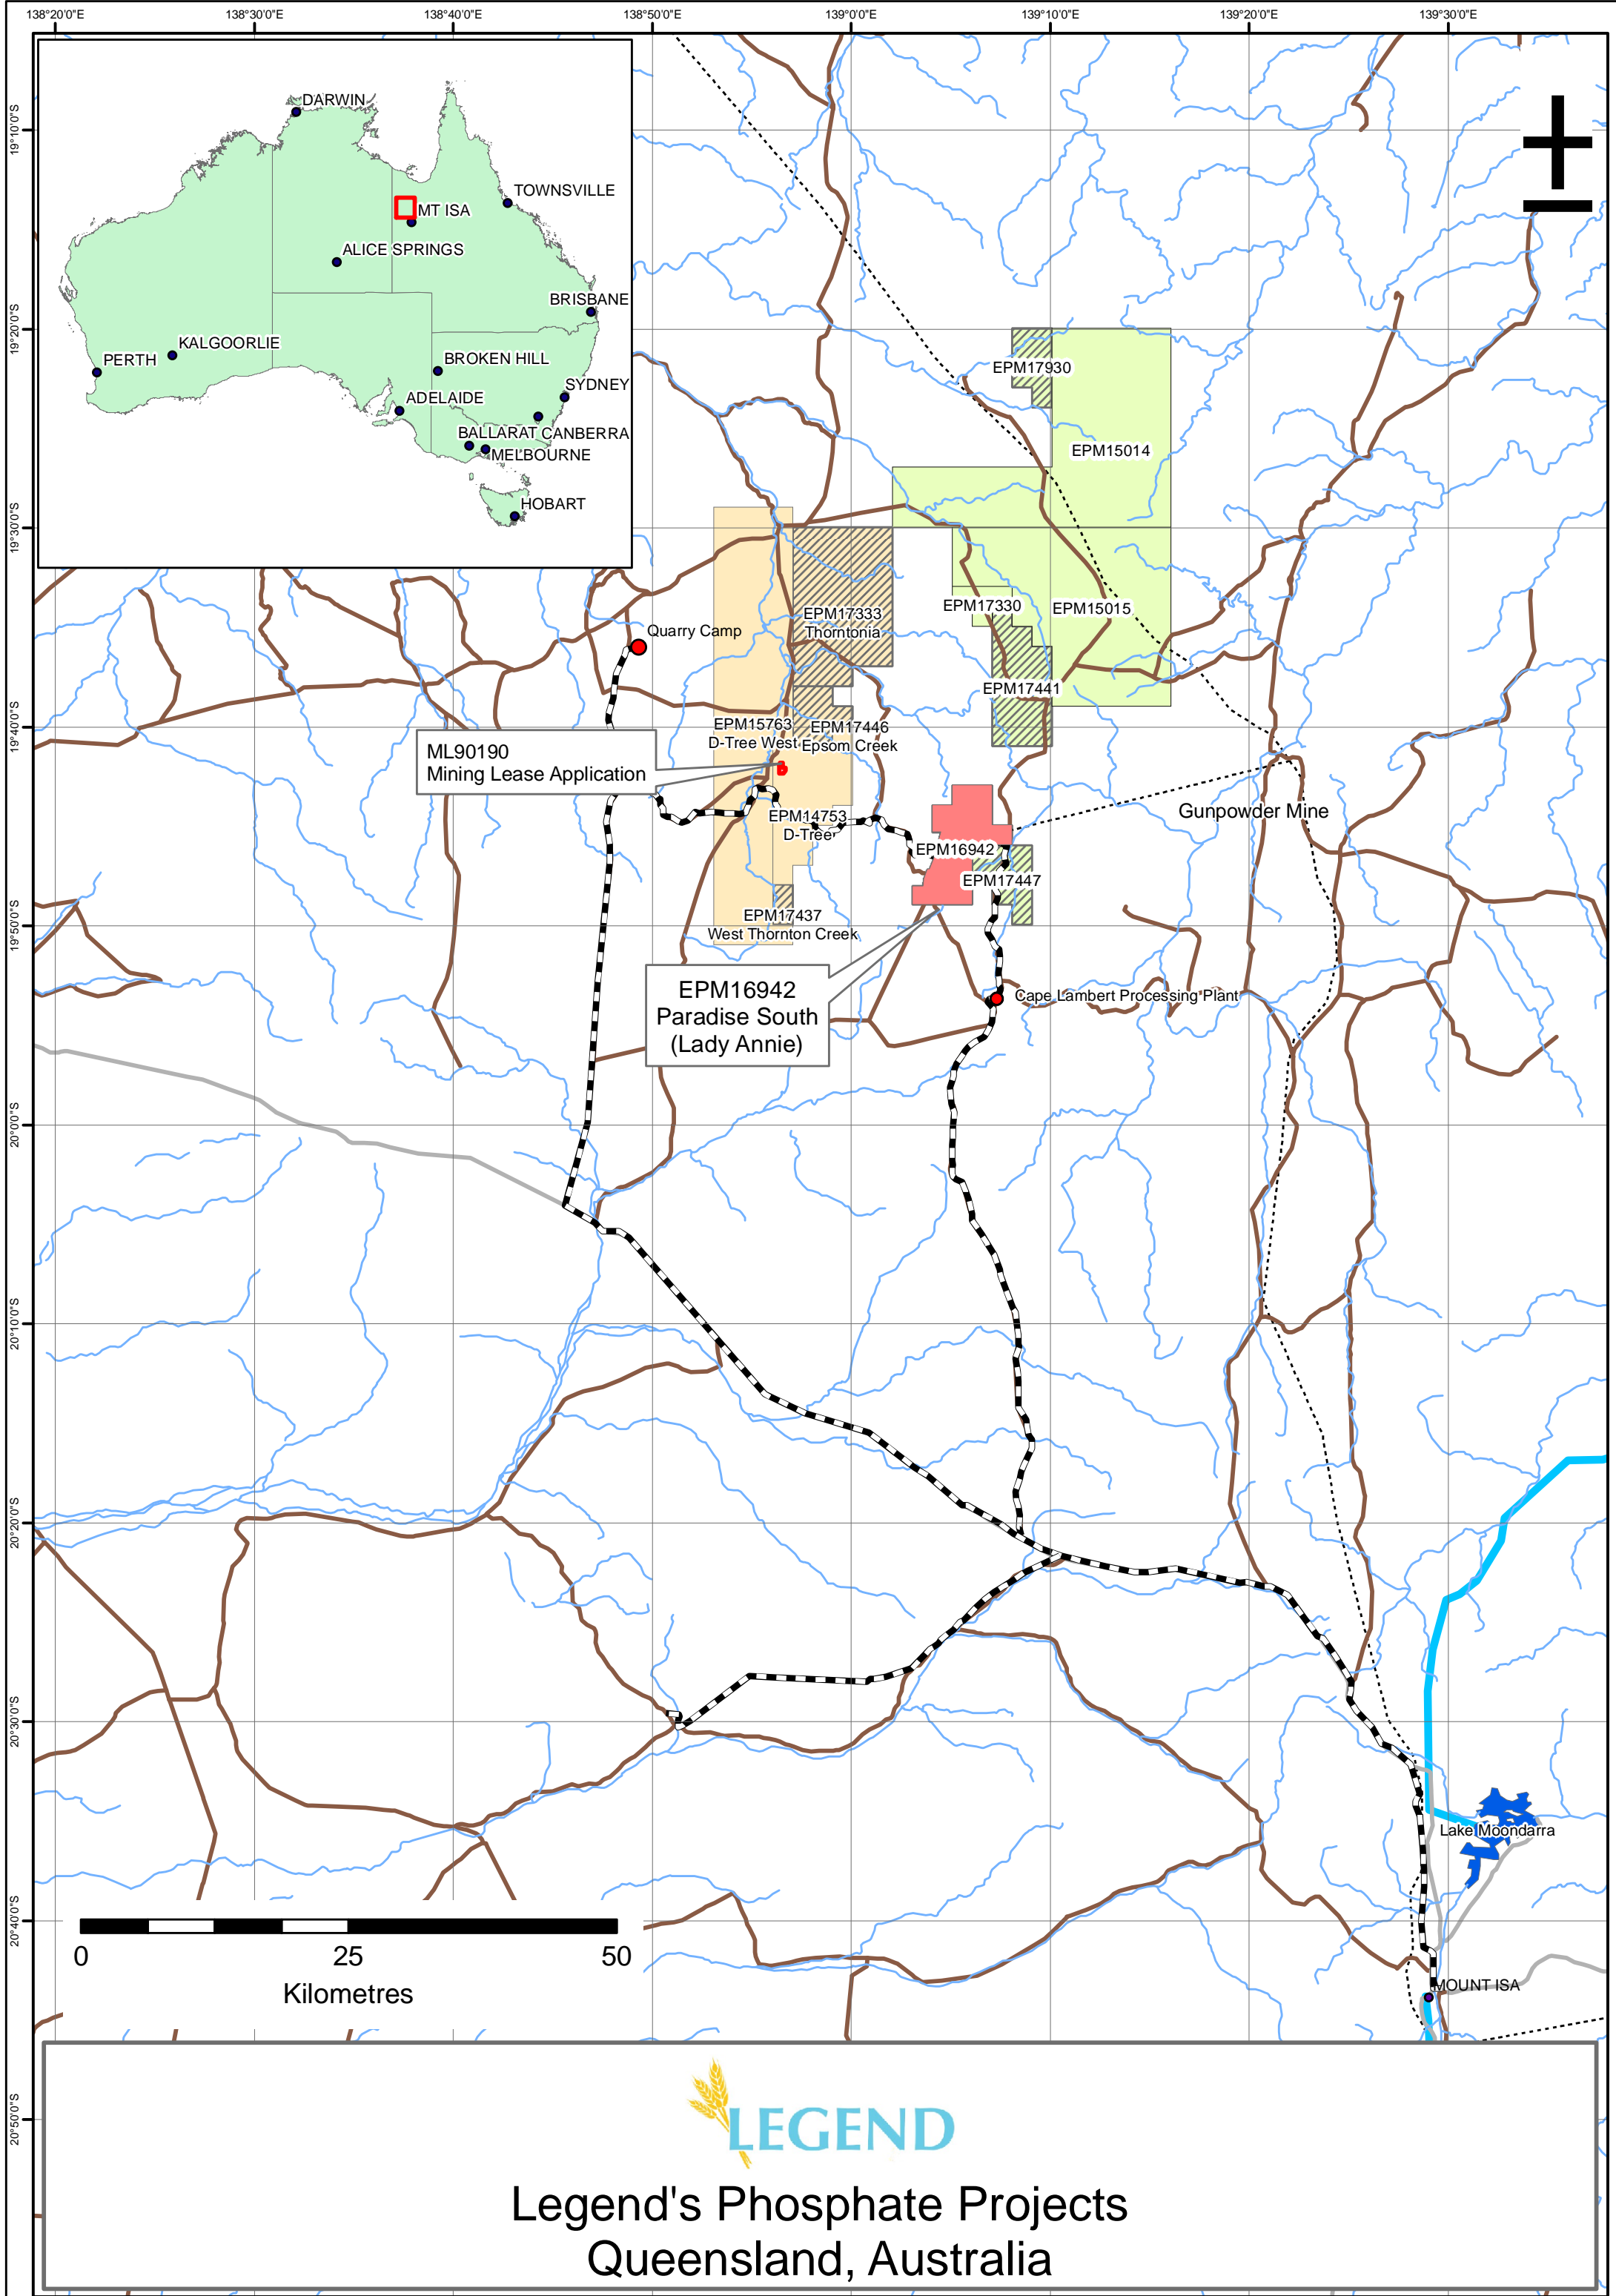 138°20'0"E
138°30'0"E
138°40'0"E
138°50'0"E
139°0'0"E
139°10'0"E
139°20'0"E
139°30'0"E
19°10'0"S
19°20'0"S
19°30'0"S
19°40'0"S
19°50'0"S
20°0'0"S
20°10'0"S
20°20'0"S
20°30'0"S
20°40'0"S
20°50'0"S
DARWIN
TOWNSVILLE
MT ISA
ALICE SPRINGS
BRISBANE
KALGOORLIE
PERTH
BROKEN HILL
SYDNEY
ADELAIDE
BALLARAT
CANBERRA
MELBOURNE
HOBART
EPM17930
EPM15014
EPM17333
Thorntonia
EPM17330
EPM15015
Quarry Camp
EPM17441
EPM15763
D-Tree West
EPM17446
Epsom Creek
ML90190
Mining Lease Application
EPM14753
D-Tree
Gunpowder Mine
EPM16942
EPM17447
EPM17437
West Thornton Creek
EPM16942
Paradise South
(Lady Annie)
Cape Lambert Processing Plant
Lake Moondarra
MOUNT ISA
0
25
50
Kilometres
LEGEND
Legend's Phosphate Projects
Queensland, Australia